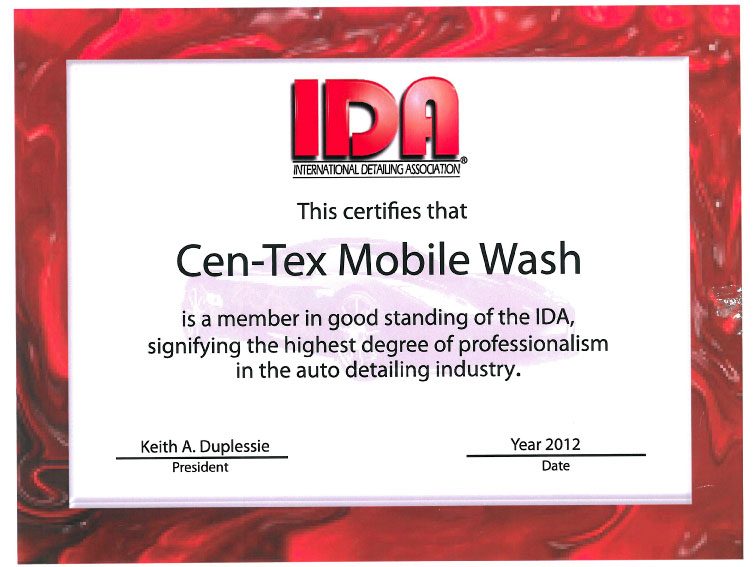 IDA
INTERNATIONAL DETAILING ASSOCIATION®
This certifies that
Cen-Tex Mobile Wash
is a member in good standing of the IDA,
signifying the highest degree of professionalism
in the auto detailing industry.
Keith A. Duplessie
President
Year 2012
Date